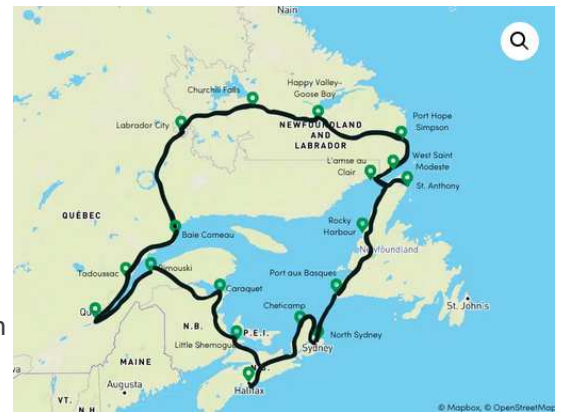 Nain
Churchill Falls
Happy Valley-
Goose Bay
Labrador City
Port Hope
Simpson
NEWFOUNDLAND
AND
LABRADOR
L'amse au
Clair
West Saint
Modeste
St. Anthony
QUÉBEC
Baie Comeau
Rocky
Harbour
Newfoundland
Tadoussac
Rimouski
Port aux Basques
Caraquet
Cheticamp
St. John's
N.B.
P.E.I.
North Sydney
Little Shemogue
Sydney
MAINE
N.S.
Augusta
Halifax
VT.
N.H.
© Mapbox, © OpenStreetMap